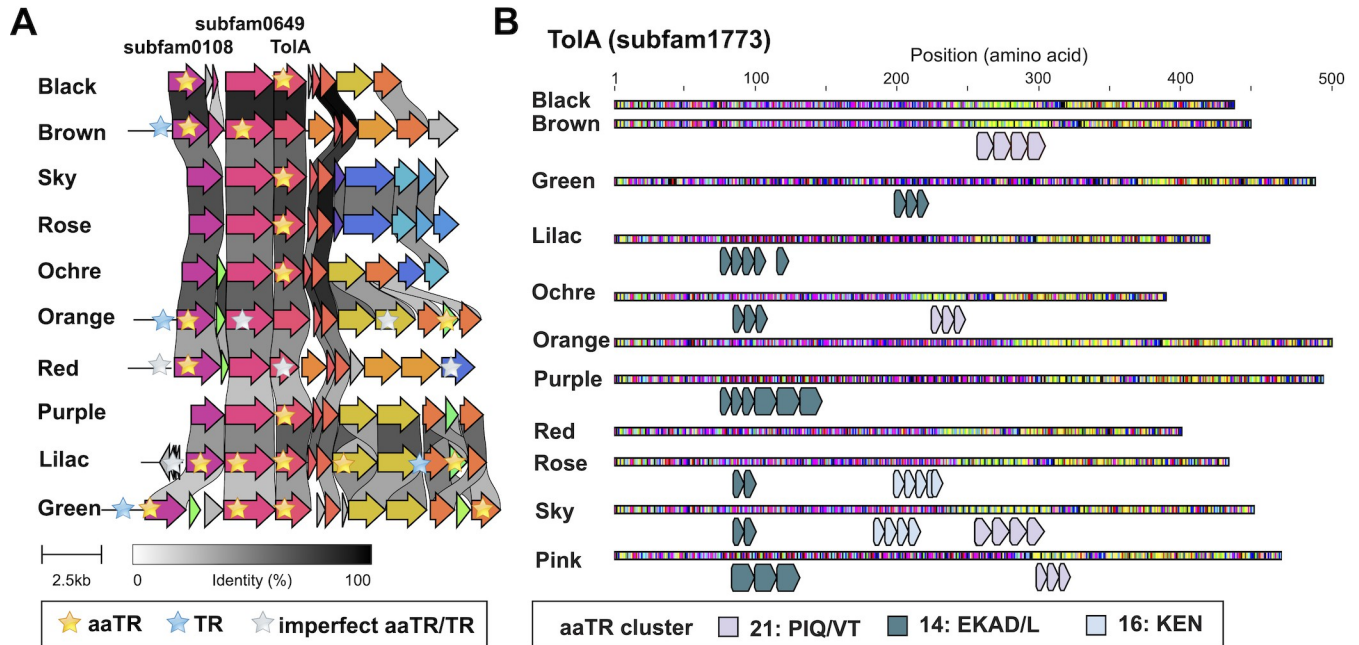 A
subfam0649
subfam0108
TolA
Black
Brown
Sky
Rose
Ochre
Orange
Red
Purple
Lilac
Green
2.5kb
0
Identity (%)
100
aaTR
TR
imperfect aaTR/TR
B
TolA (subfam1773)
Position (amino acid)
1
100
200
300
400
500
Black
Brown
Green
Lilac
Ochre
Orange
Purple
Red
Rose
Sky
Pink
aaTR cluster
21: PIQ/VT
14: EKAD/L
16: KEN